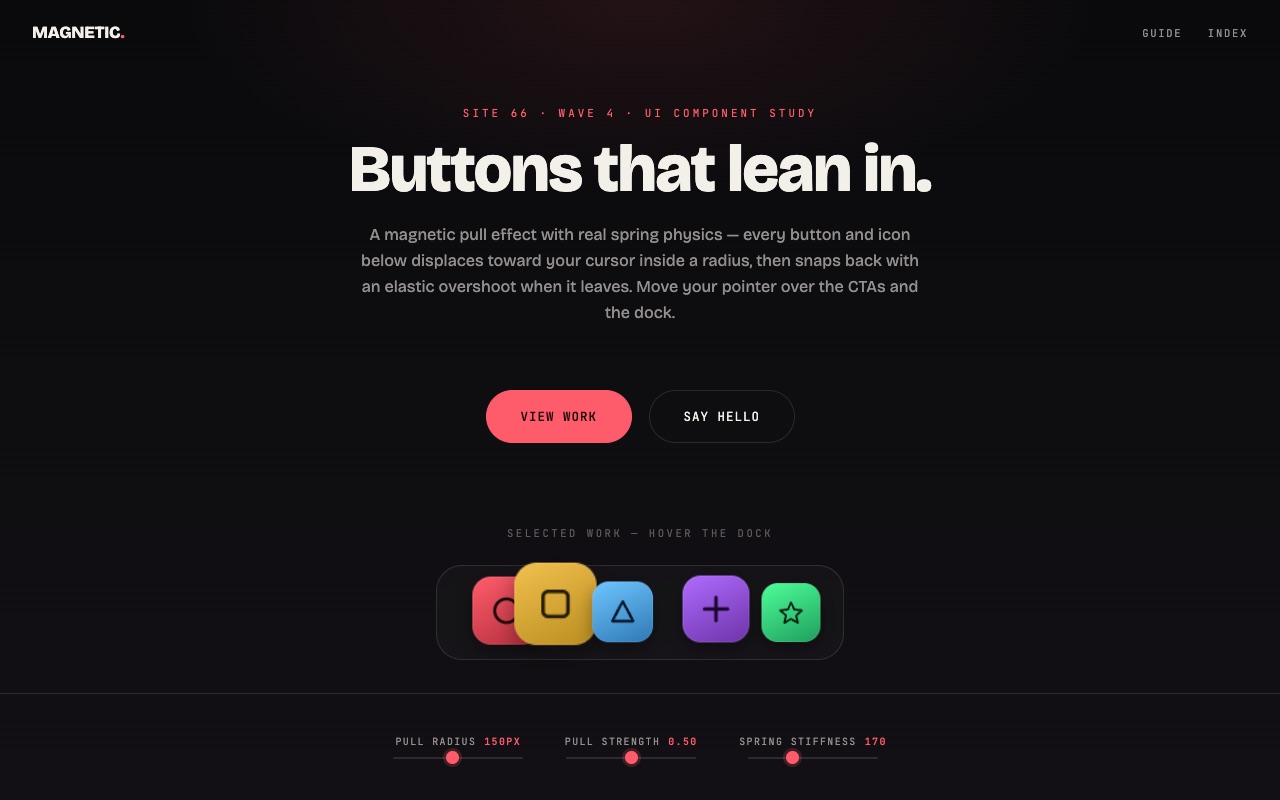 MAGNETIC.
GUIDE INDEX
SITE 66 · WAVE 4 · UI COMPONENT STUDY
Buttons that lean in.
A magnetic pull effect with real spring physics — every button and icon
below displaces toward your cursor inside a radius, then snaps back with
an elastic overshoot when it leaves. Move your pointer over the CTAs and
the dock.
VIEW WORK
SAY HELLO
SELECTED WORK — HOVER THE DOCK
PULL RADIUS 150PX
PULL STRENGTH 0.50
SPRING STIFFNESS 170